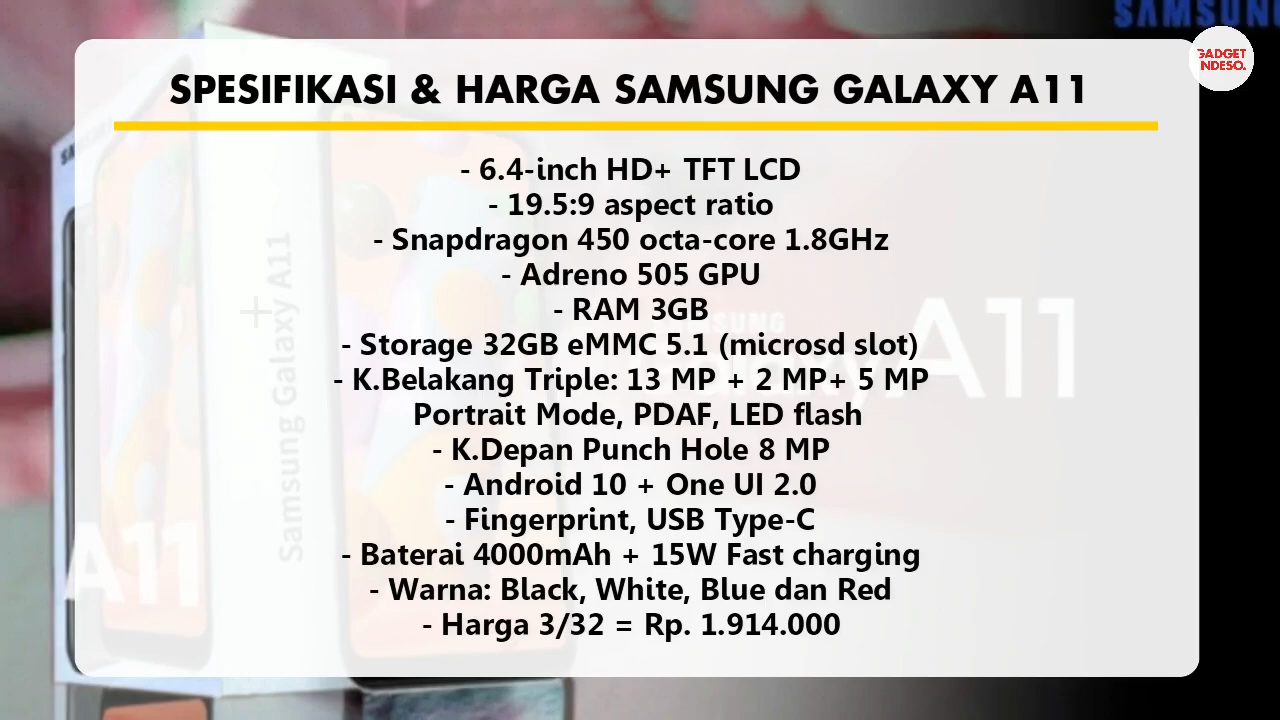 SAMSUNG
GADGET
NDESO.
SPESIFIKASI & HARGA SAMSUNG GALAXY A11
- 6.4-inch HD+ TFT LCD
- 19.5:9 aspect ratio
- Snapdragon 450 octa-core 1.8GHz
- Adreno 505 GPU
- RAM 3GB
- Storage 32GB eMMC 5.1 (microsd slot)
- K.Belakang Triple: 13 MP + 2 MP+ 5 MP
Portrait Mode, PDAF, LED flash
- K.Depan Punch Hole 8 MP
- Android 10 + One UI 2.0
- Fingerprint, USB Type-C
- Baterai 4000mAh + 15W Fast charging
- Warna: Black, White, Blue dan Red
- Harga 3/32 = Rp. 1.914.000
Samsung Galaxy A11
SAMSUNG
Galaxy A11
A11